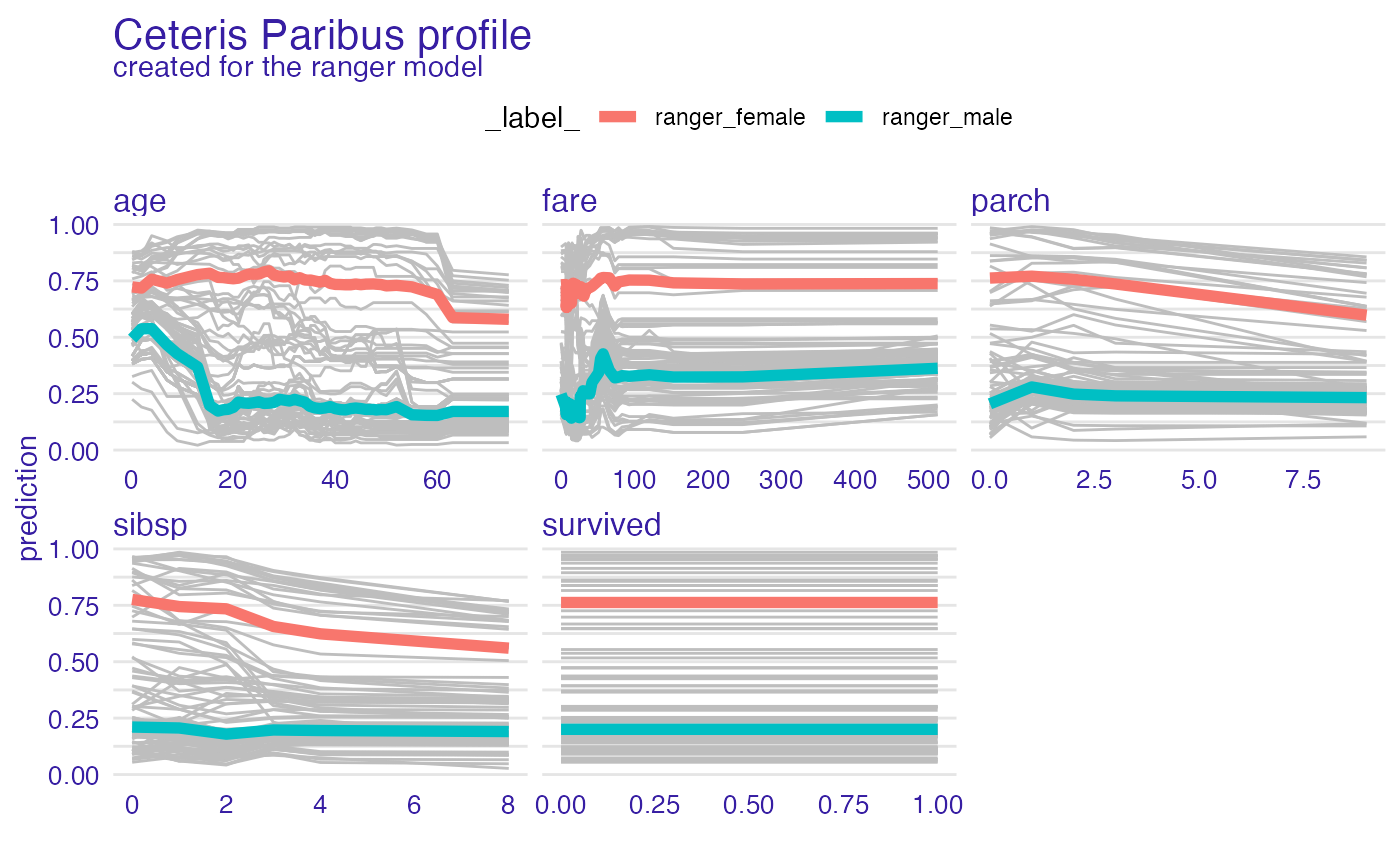 Ceteris Paribus profile
created for the ranger model
_label_ ranger_female ranger_male
age fare parch
1.00
0.75
0.50
0.25
0.00
0 20 40 60 0 100 200 300 400 500 0.0 2.5 5.0 7.5
prediction
sibsp survived
1.00
0.75
0.50
0.25
0.00
0 2 4 6 8 0.00 0.25 0.50 0.75 1.00